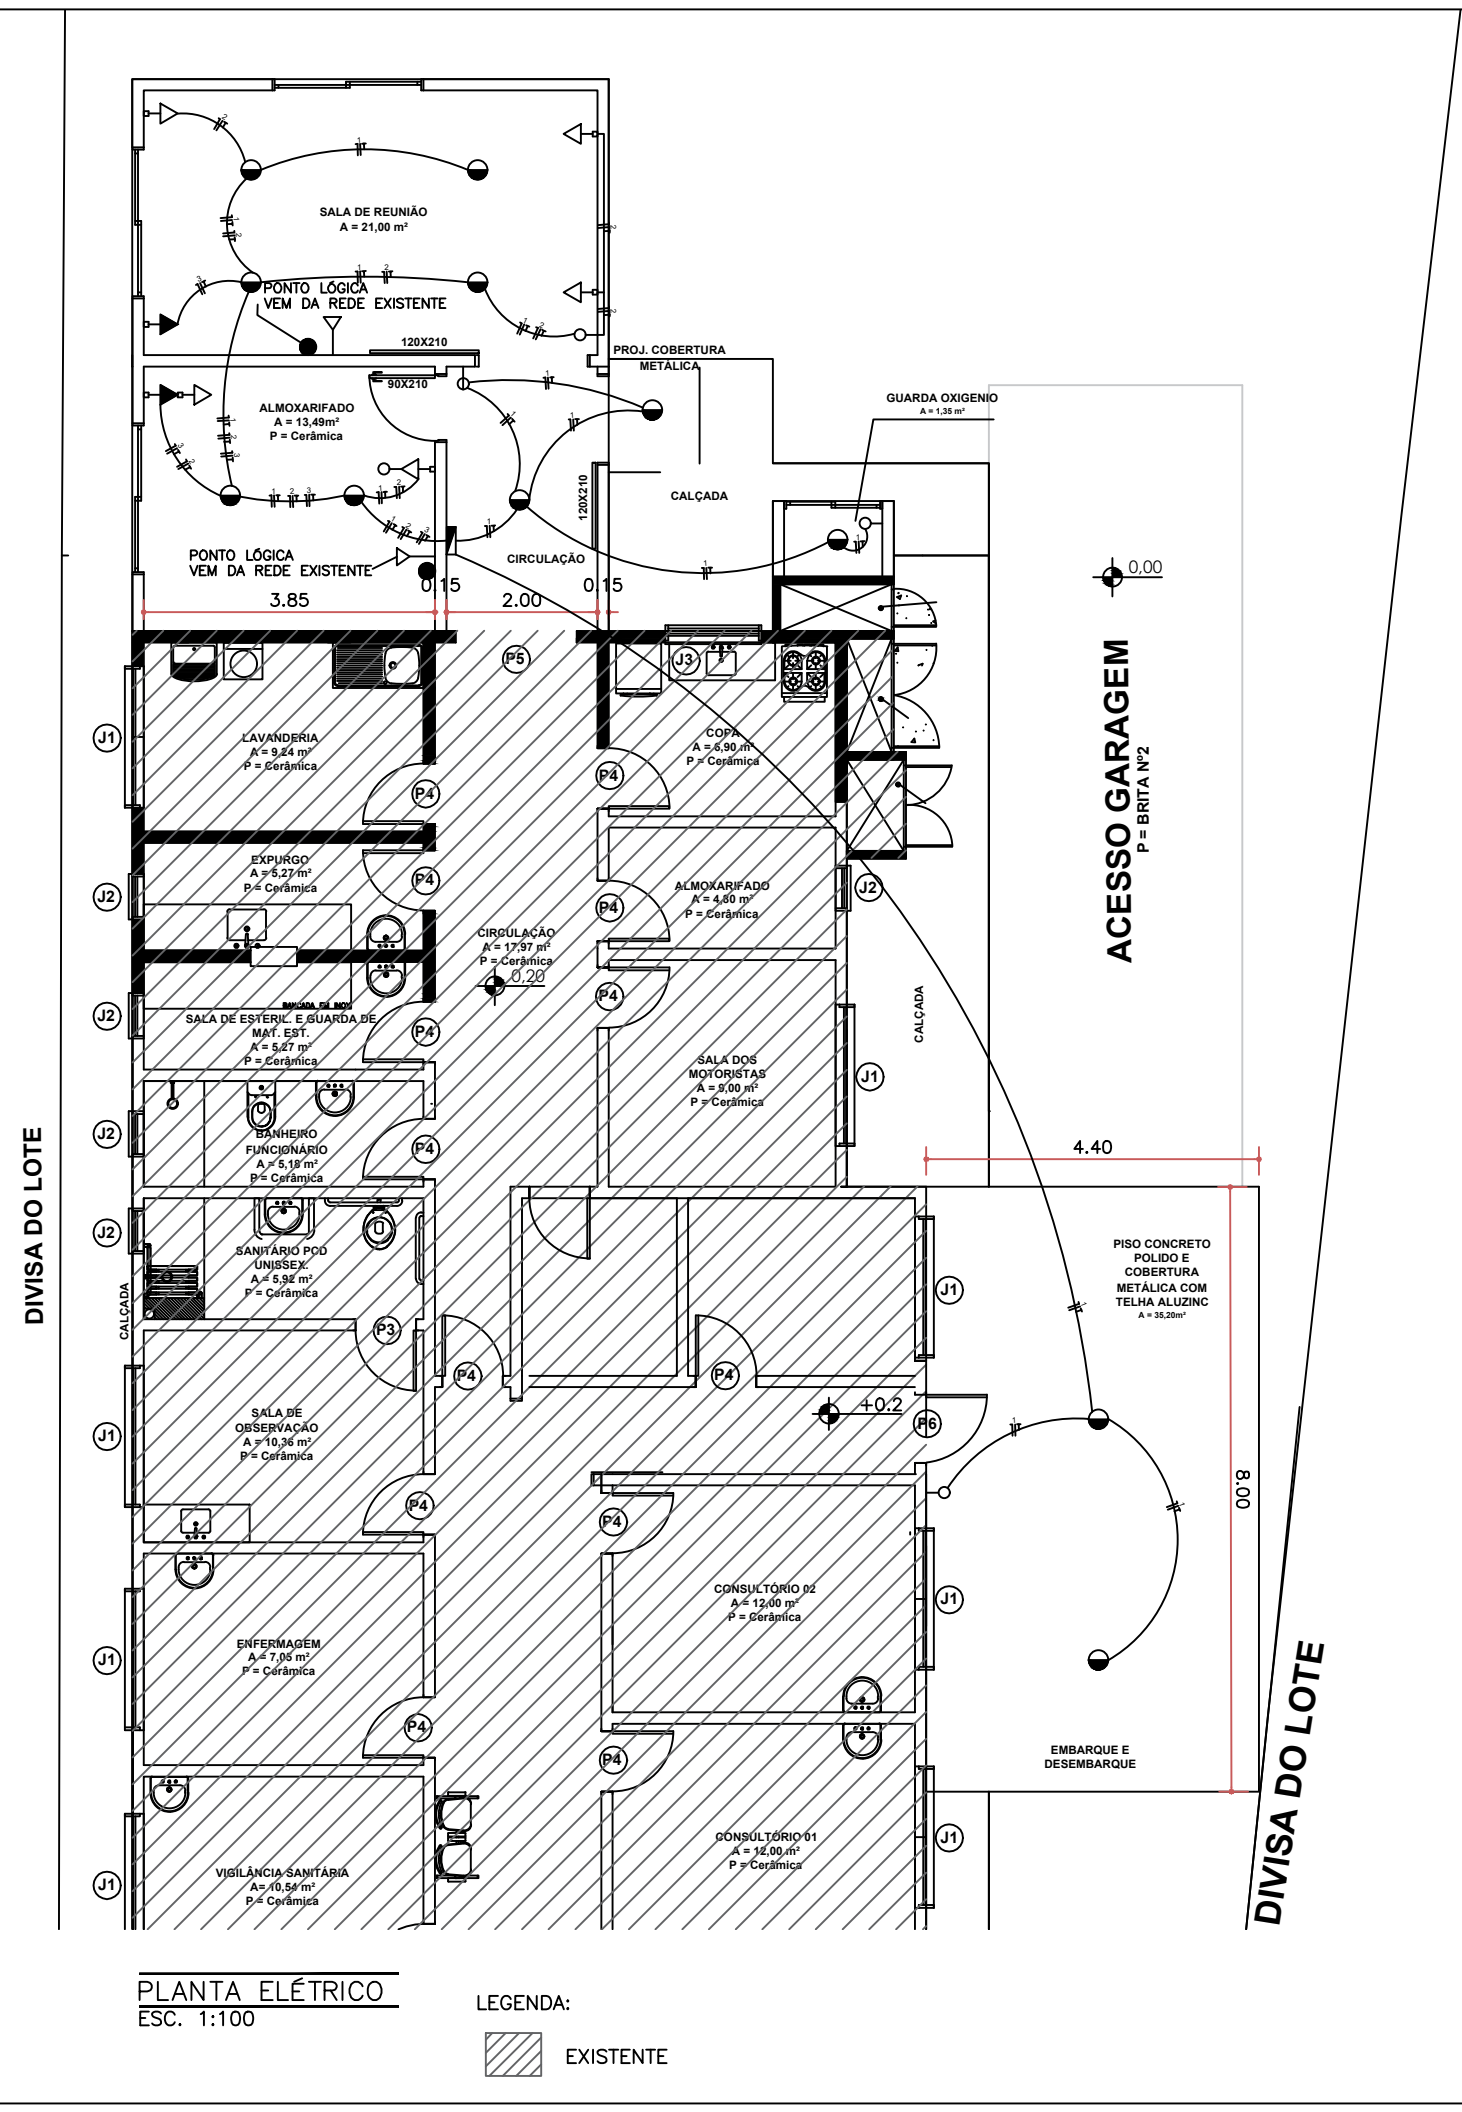 SALA DE REUNIÃO
A = 21,00 m²
PONTO LÓGICA
VEM DA REDE EXISTENTE
120X210
90X210
PROJ. COBERTURA
METÁLICA
ALMOXARIFADO
A = 13,49m²
P = Cerâmica
GUARDA OXIGENIO
A = 1,35 m²
120X210
CALÇADA
CIRCULAÇÃO
PONTO LÓGICA
VEM DA REDE EXISTENTE
0,00
3.85
0.15
2.00
0.15
P5
J3
J1
LAVANDERIA
A = 9,24 m²
P = Cerâmica
P4
COPA
A = 5,90 m²
P = Cerâmica
P4
ACESSO GARAGEM
P = BRITA Nº2
J2
EXPURGO
A = 5,27 m²
P = Cerâmica
P4
ALMOXARIFADO
A = 4,80 m²
P = Cerâmica
P4
J2
CIRCULAÇÃO
A = 17,97 m²
P = Cerâmica
0,20
J2
BANCADA EM INOX
SALA DE ESTERIL. E GUARDA DE
MAT. EST.
A = 5,27 m²
P = Cerâmica
P4
P4
SALA DOS
MOTORISTAS
A = 9,00 m²
P = Cerâmica
J1
CALÇADA
J2
BANHEIRO
FUNCIONÁRIO
A = 5,18 m²
P = Cerâmica
P4
4.40
DIVISA DO LOTE
J2
SANITÁRIO PCD
UNISSEX.
A = 5,92 m²
P = Cerâmica
CALÇADA
P3
P4
P4
J1
PISO CONCRETO
POLIDO E
COBERTURA
METÁLICA COM
TELHA ALUZINC
A = 35,20m²
+0.2
P6
J1
SALA DE
OBSERVAÇÃO
A = 10,36 m²
P = Cerâmica
P4
P4
8.00
J1
ENFERMAGEM
A = 7,05 m²
P = Cerâmica
P4
CONSULTÓRIO 02
A = 12,00 m²
P = Cerâmica
J1
P4
EMBARQUE E
DESEMBARQUE
DIVISA DO LOTE
J1
VIGILÂNCIA SANITÁRIA
A= 10,54 m²
P = Cerâmica
CONSULTÓRIO 01
A = 12,00 m²
P = Cerâmica
J1
PLANTA ELÉTRICO
ESC. 1:100
LEGENDA:
EXISTENTE